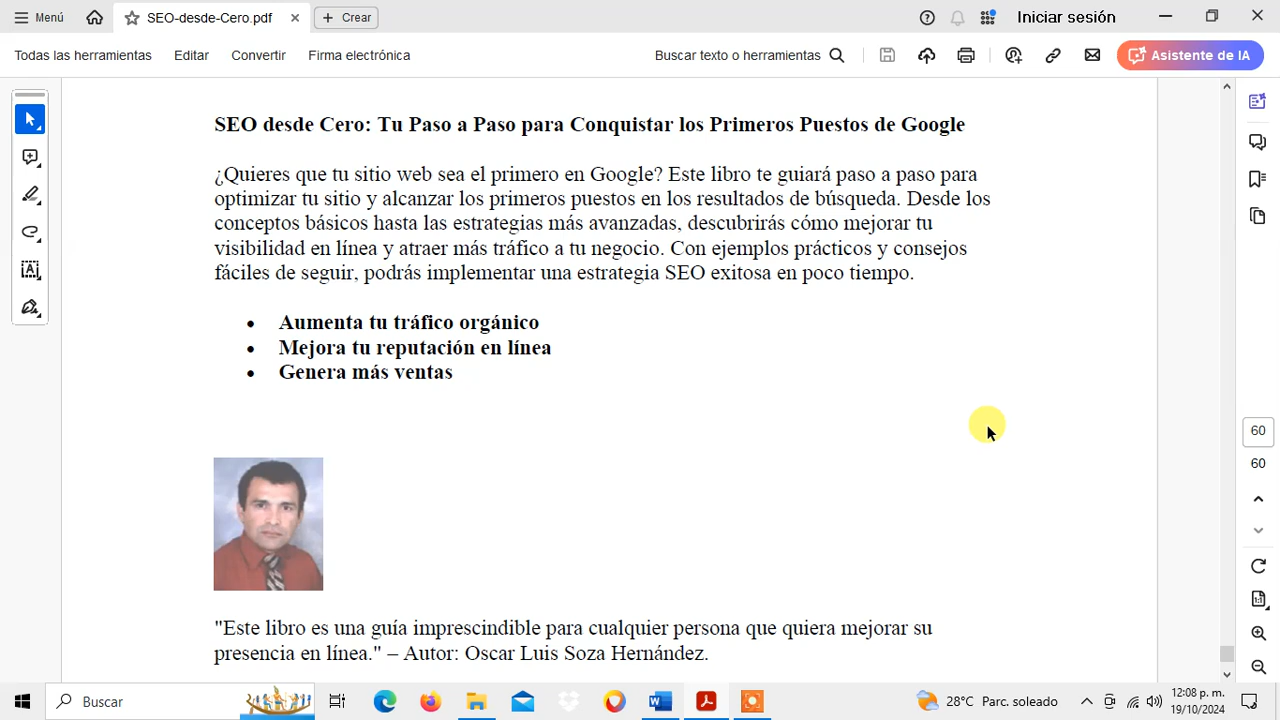 Menú
SEO-desde-Cero.pdf
Crear
Iniciar sesión
Todas las herramientas
Editar
Convertir
Firma electrónica
Buscar texto o herramientas
Asistente de IA
SEO desde Cero: Tu Paso a Paso para Conquistar los Primeros Puestos de Google
¿Quieres que tu sitio web sea el primero en Google? Este libro te guiará paso a paso para
optimizar tu sitio y alcanzar los primeros puestos en los resultados de búsqueda. Desde los
conceptos básicos hasta las estrategias más avanzadas, descubrirás cómo mejorar tu
visibilidad en línea y atraer más tráfico a tu negocio. Con ejemplos prácticos y consejos
fáciles de seguir, podrás implementar una estrategia SEO exitosa en poco tiempo.
• Aumenta tu tráfico orgánico
• Mejora tu reputación en línea
• Genera más ventas
60
60
"Este libro es una guía imprescindible para cualquier persona que quiera mejorar su
presencia en línea." – Autor: Oscar Luis Soza Hernández.
Buscar
28°C Parc. soleado
12:08 p. m.
19/10/2024